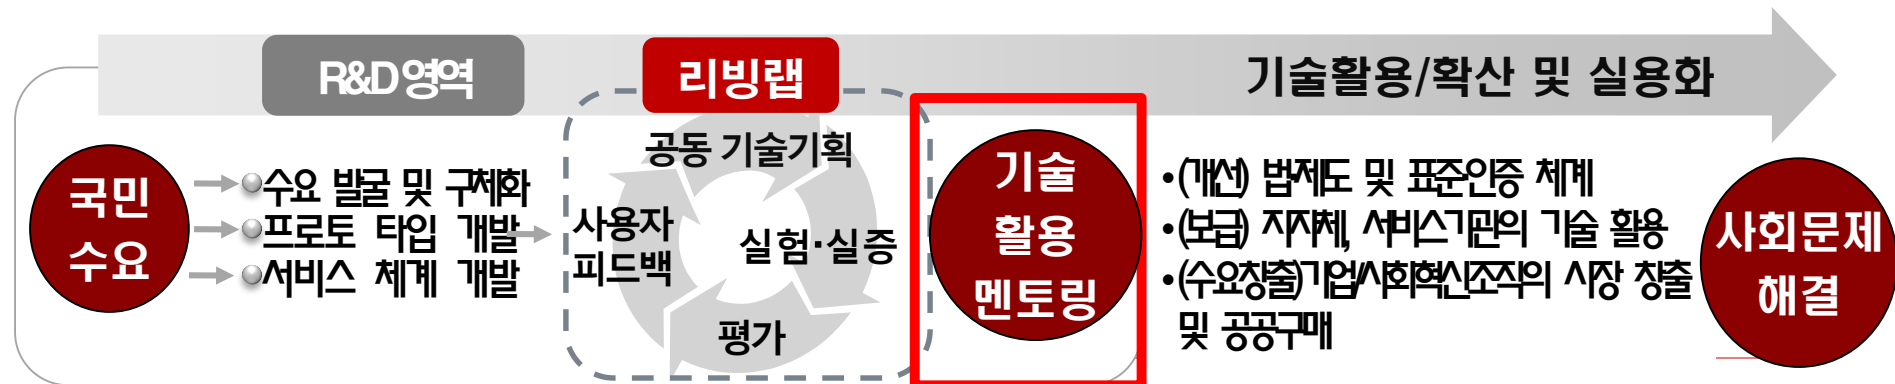 R&D영역
리빙랩
기술활용/확산 및 실용화
국민
수요
수요 발굴 및 구체화
프로토 타입 개발
서비스 체계 개발
공동 기술기획
사용자
피드백
실험·실증
평가
기술
활용
멘토링
•(개선) 법제도 및 표준인증 체계
•(보급) 지자체, 서비스기관의 기술 활용
•(수요창출)기업/사회혁신조직의 시장 창출
및 공공구매
사회문제
해결